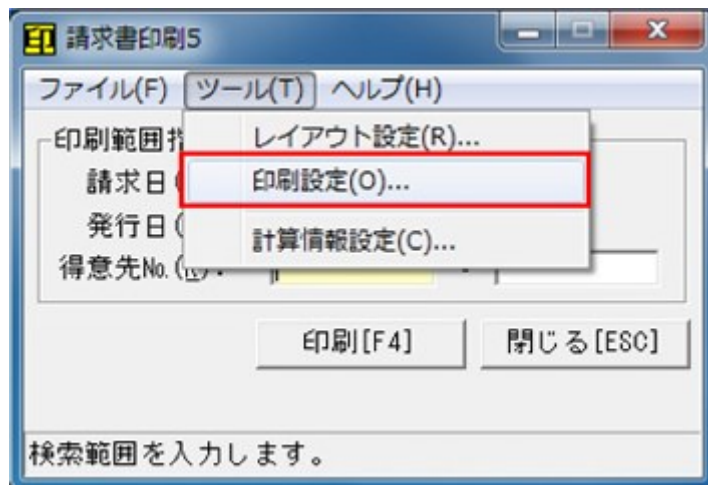 印 請求書印刷5
ファイル(F) ツール(T) ヘルプ(H)
レイアウト設定(R)...
印刷設定(O)...
計算情報設定(C)...
印刷範囲
請求日(
発行日(
得意先No.(N):
印刷[F4] 閉じる[ESC]
検索範囲を入力します。